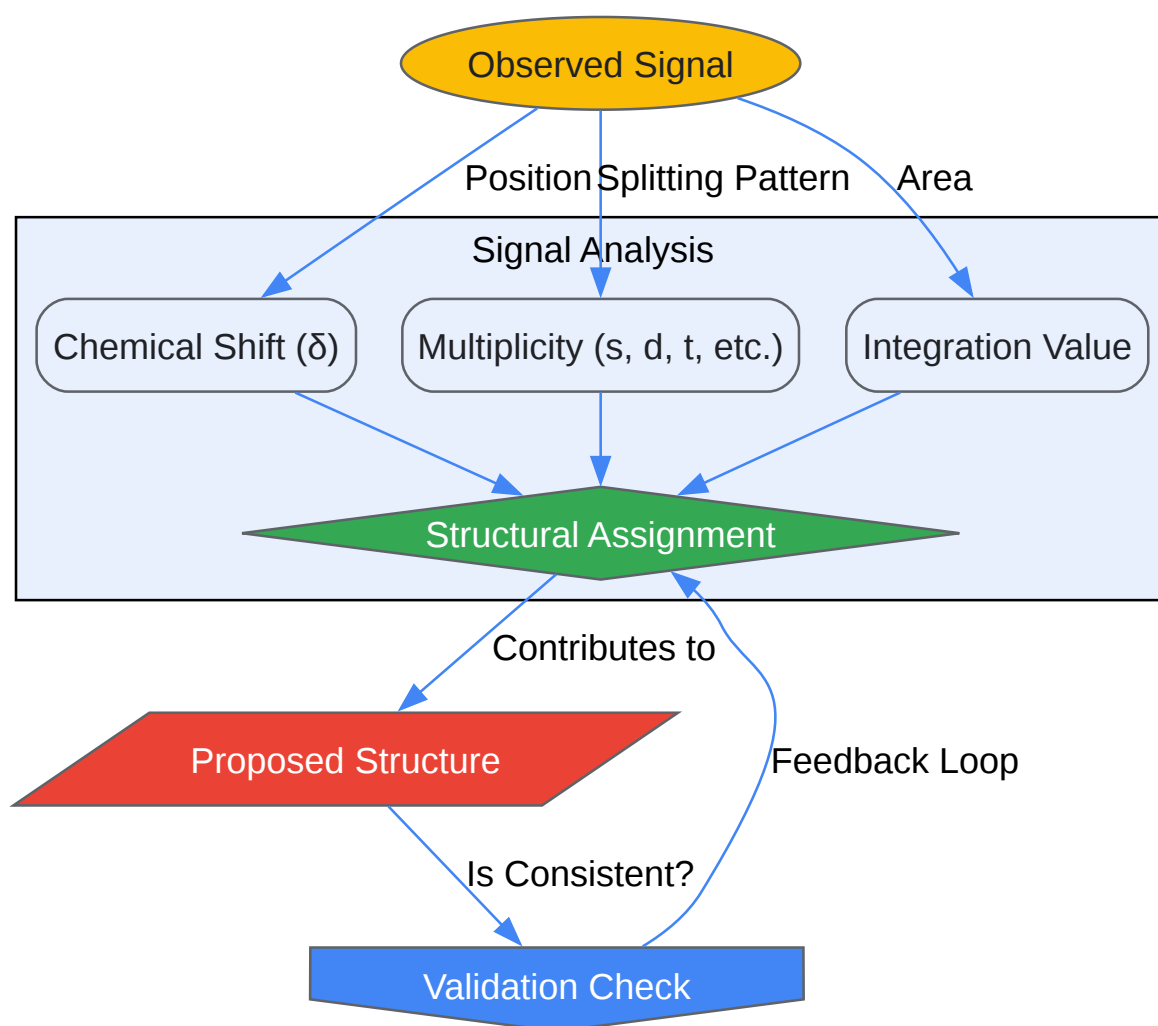 Observed Signal
Position
Splitting Pattern
Area
Signal Analysis
Chemical Shift (δ)
Multiplicity (s, d, t, etc.)
Integration Value
Structural Assignment
Contributes to
Proposed Structure
Feedback Loop
Is Consistent?
Validation Check